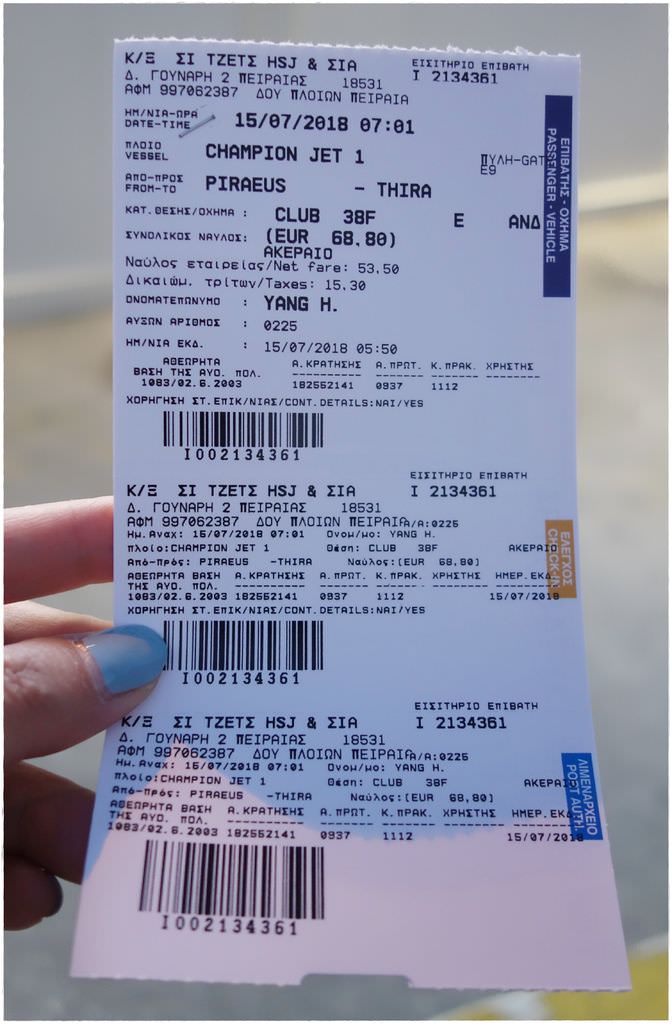 Κ/Ξ ΣΙ ΤΖΕΤΣ HSJ & ΣΙΑ ΕΙΣΙΤΗΡΙΟ ΕΠΙΒΑΤΗ
Δ. ΓΟΥΝΑΡΗ 2 ΠΕΙΡΑΙΑΣ 18531 I 2134361
ΑΦΜ 997062387 ΔΟΥ ΠΛΟΙΩΝ ΠΕΙΡΑΙΑ
ΗΜ/ΝΙΑ-ΩΡΑ
DATE-TIME 15/07/2018 07:01
ΠΛΟΙΟ
VESSEL CHAMPION JET 1 ΠΥΛΗ-GAT
E9
ΑΠΟ-ΠΡΟΣ
FROM-TO PIRAEUS - THIRA
ΚΑΤ.ΘΕΣΗΣ/ΟΧΗΜΑ : CLUB 38F E ΑΝΔ
ΣΥΝΟΛΙΚΟΣ ΝΑΥΛΟΣ: (EUR 68,80)
ΑΚΕΡΑΙΟ
Ναύλος εταιρείας/Net fare: 53,50
Δικαιώμ. τρίτων/Taxes: 15,30
ΟΝΟΜΑΤΕΠΩΝΥΜΟ : YANG H.
ΑΥΞΩΝ ΑΡΙΘΜΟΣ : 0225
ΗΜ/ΝΙΑ ΕΚΔ. : 15/07/2018 05:50
ΑΘΕΩΡΗΤΑ Α.ΚΡΑΤΗΣΗΣ Α.ΠΡΩΤ. Κ.ΠΡΑΚ. ΧΡΗΣΤΗΣ
ΒΑΣΗ ΤΗΣ ΑΥΟ. ΠΟΛ.
1083/02.6.2003 182552141 0937 1112
ΧΟΡΗΓΗΣΗ ΣΤ.ΕΠΙΚ/ΝΙΑΣ/CONT.DETAILS:ΝΑΙ/YES
I002134361
ΕΠΙΒΑΤΗΣ - ΟΧΗΜΑ
PASSENGER - VEHICLE
ΕΙΣΙΤΗΡΙΟ ΕΠΙΒΑΤΗ
Κ/Ξ ΣΙ ΤΖΕΤΣ HSJ & ΣΙΑ I 2134361
Δ. ΓΟΥΝΑΡΗ 2 ΠΕΙΡΑΙΑΣ 18531
ΑΦΜ 997062387 ΔΟΥ ΠΛΟΙΩΝ ΠΕΙΡΑΙΑ/Α:0225
Ημ.Αναχ: 15/07/2018 07:01 Ονομ/μο: YANG H.
Πλοίο:CHAMPION JET 1 Θέση: CLUB 38F ΑΚΕΡΑΙΟ
Από-πρός: PIRAEUS -THIRA Ναύλος:(EUR 68,80)
ΑΘΕΩΡΗΤΑ ΒΑΣΗ Α.ΚΡΑΤΗΣΗΣ Α.ΠΡΩΤ. Κ.ΠΡΑΚ. ΧΡΗΣΤΗΣ ΗΜΕΡ.ΕΚΔ
ΤΗΣ ΑΥΟ. ΠΟΛ.
1083/02.6.2003 182552141 0937 1112 15/07/2018
ΧΟΡΗΓΗΣΗ ΣΤ.ΕΠΙΚ/ΝΙΑΣ/CONT.DETAILS:ΝΑΙ/YES
I002134361
ΕΛΕΓΧΟΣ
CHECK-IN
ΕΙΣΙΤΗΡΙΟ ΕΠΙΒΑΤΗ
Κ/Ξ ΣΙ ΤΖΕΤΣ HSJ & ΣΙΑ I 2134361
Δ. ΓΟΥΝΑΡΗ 2 ΠΕΙΡΑΙΑΣ 18531
ΑΦΜ 997062387 ΔΟΥ ΠΛΟΙΩΝ ΠΕΙΡΑΙΑ/Α:0225
Ημ.Αναχ: 15/07/2018 07:01 Ονομ/μο: YANG H.
Πλοίο:CHAMPION JET 1 Θέση: CLUB 38F ΑΚΕΡΑΙΟ
Από-πρός: PIRAEUS -THIRA Ναύλος:(EUR 68,80)
ΑΘΕΩΡΗΤΑ ΒΑΣΗ Α.ΚΡΑΤΗΣΗΣ Α.ΠΡΩΤ. Κ.ΠΡΑΚ. ΧΡΗΣΤΗΣ ΗΜΕΡ.ΕΚΔ
ΤΗΣ ΑΥΟ. ΠΟΛ.
1083/02.6.2003 182552141 0937 1112 15/07/2018
I002134361
ΛΙΜΕΝΑΡΧΕΙΟ
PORT AUTH.